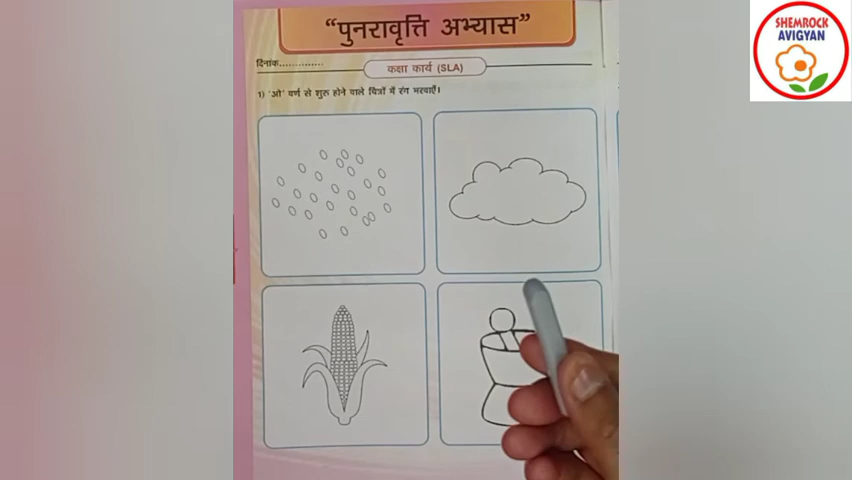 "पुनरावृत्ति अभ्यास"
SHEMROCK
AVIGYAN
दिनांक.............
कक्षा कार्य (SLA)
1) 'ओ' वर्ण से शुरू होने वाले चित्रों में रंग भरवाएँ।